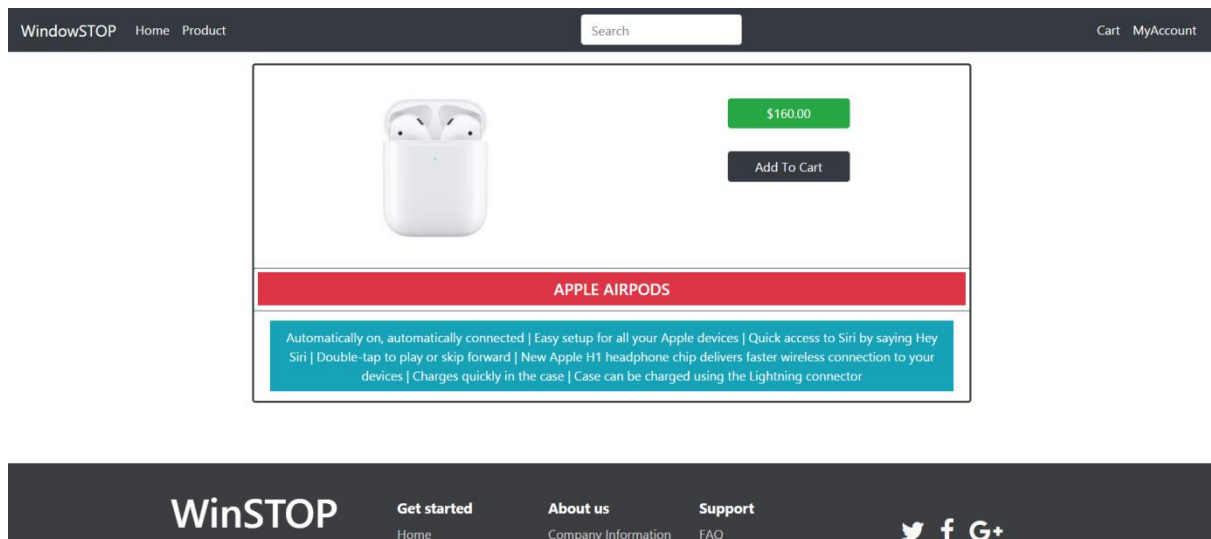 WindowSTOP Home Product Search Cart MyAccount
$160.00
Add To Cart
APPLE AIRPODS
Automatically on, automatically connected | Easy setup for all your Apple devices | Quick access to Siri by saying Hey
Siri | Double-tap to play or skip forward | New Apple H1 headphone chip delivers faster wireless connection to your
devices | Charges quickly in the case | Case can be charged using the Lightning connector
WinSTOP
Get started
Home
About us
Company Information
Support
FAQ
G+